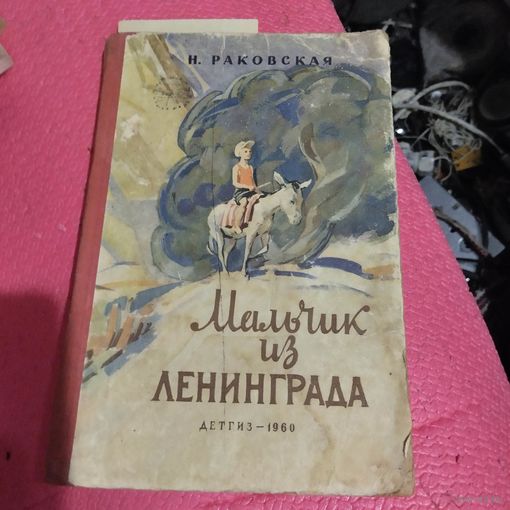 Н. РАКОВСКАЯ
Мальчик
из
ЛЕНИНГРАДА
ДЕТГИЗ—1960